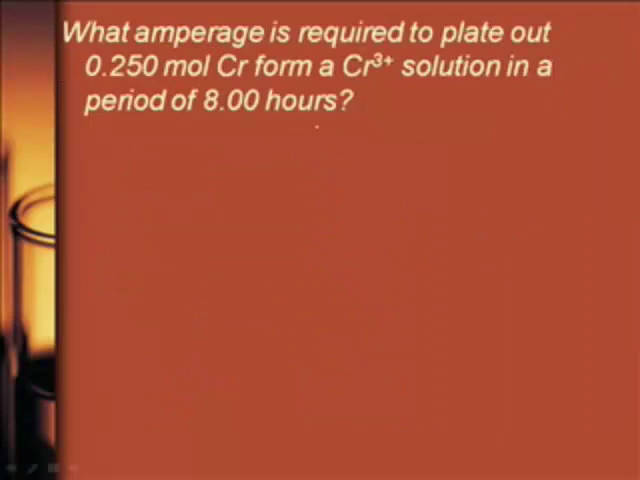 What amperage is required to plate out
0.250 mol Cr form a Cr³⁺ solution in a
period of 8.00 hours?